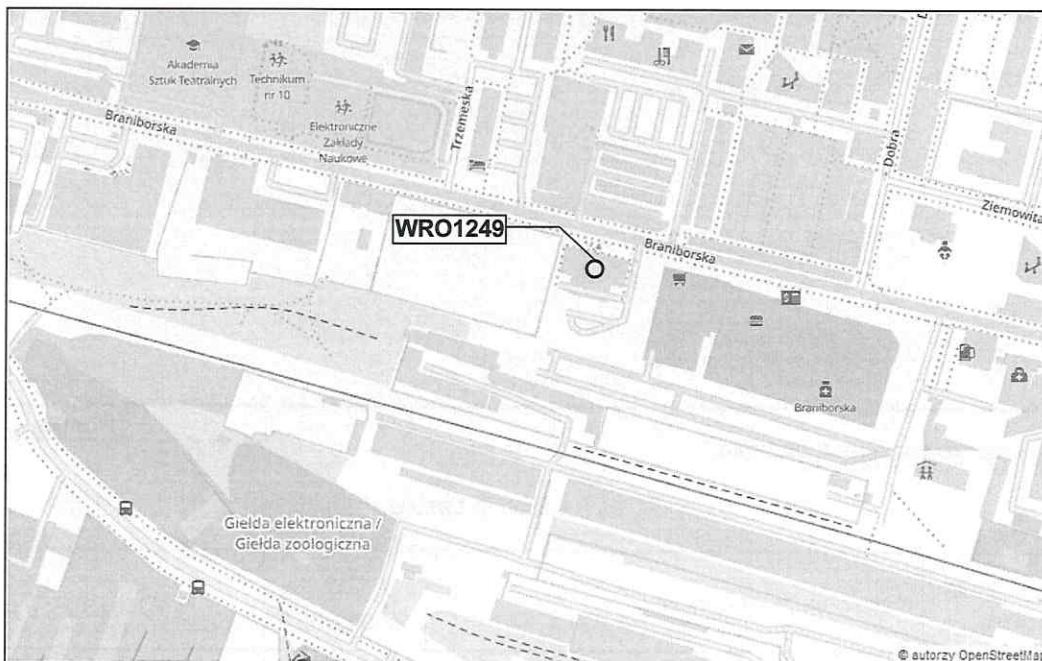 Akademia
Sztuk Teatralnych
Technikum
nr 10
Elektroniczne
Zakłady
Naukowe
Braniborska
Trzemeska
Dobra
Ziemowita
WRO1249
Braniborska
Braniborska
Giełda elektroniczna /
Giełda zoologiczna
© autorzy OpenStreetMap